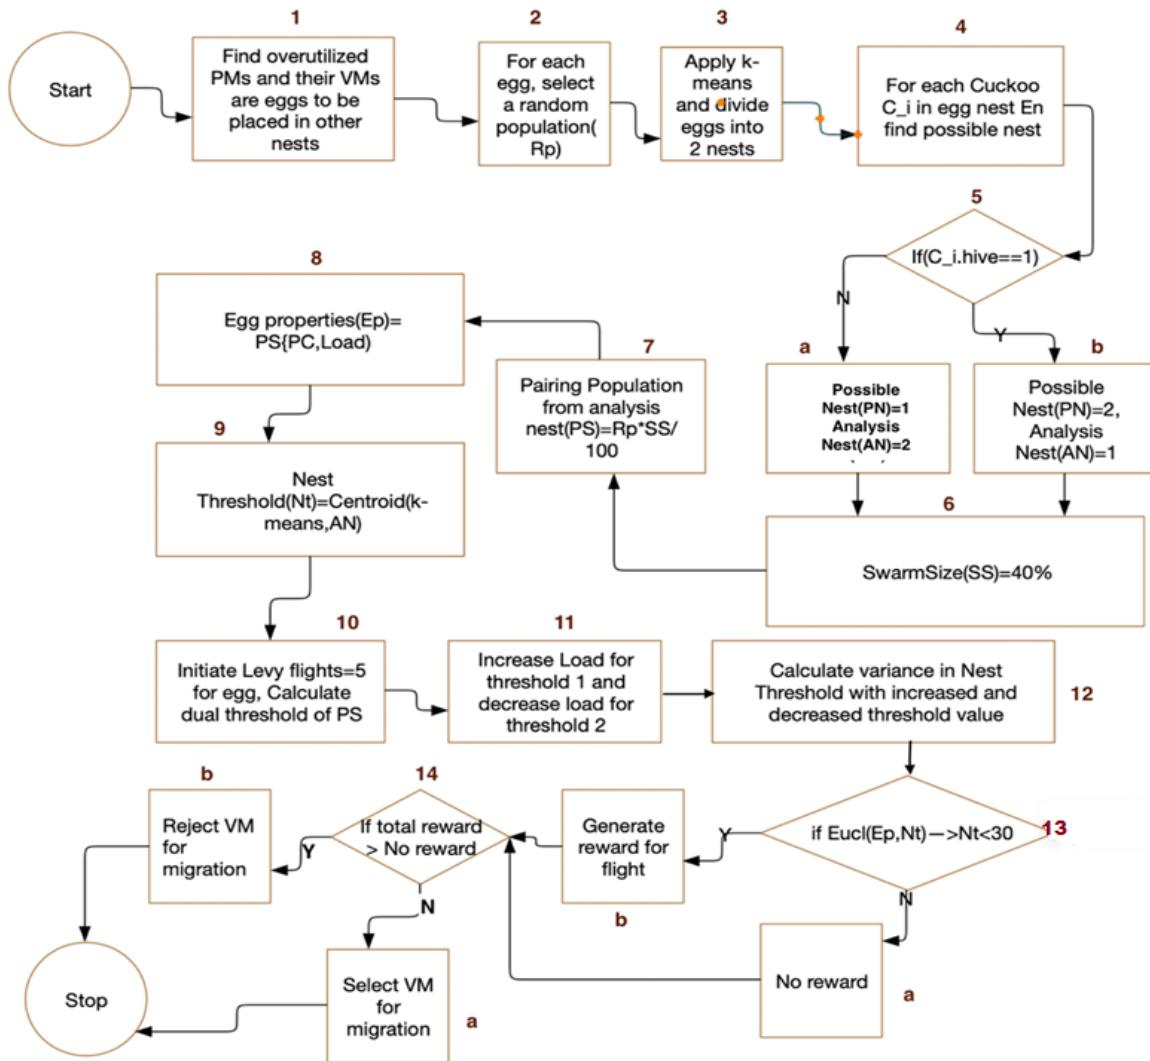 1
2
3
4
Start
Find overutilized
PMs and their VMs
are eggs to be
placed in other
nests
For each
egg, select
a random
population(
Rp)
Apply k-
means
and divide
eggs into
2 nests
For each Cuckoo
C_i in egg nest En
find possible nest
5
If(C_i.hive==1)
N
Y
a
Possible
Nest(PN)=1
Analysis
Nest(AN)=2
b
Possible
Nest(PN)=2,
Analysis
Nest(AN)=1
6
SwarmSize(SS)=40%
7
Pairing Population
from analysis
nest(PS)=Rp*SS/
100
8
Egg properties(Ep)=
PS{PC,Load)
9
Nest
Threshold(Nt)=Centroid(k-
means,AN)
10
Initiate Levy flights=5
for egg, Calculate
dual threshold of PS
11
Increase Load for
threshold 1 and
decrease load for
threshold 2
12
Calculate variance in Nest
Threshold with increased and
decreased threshold value
13
if Eucl(Ep,Nt)—>Nt<30
Y
N
Generate
reward for
flight
b
No reward
a
14
If total reward
> No reward
Y
N
b
Reject VM
for
migration
Select VM
for
migration
a
Stop